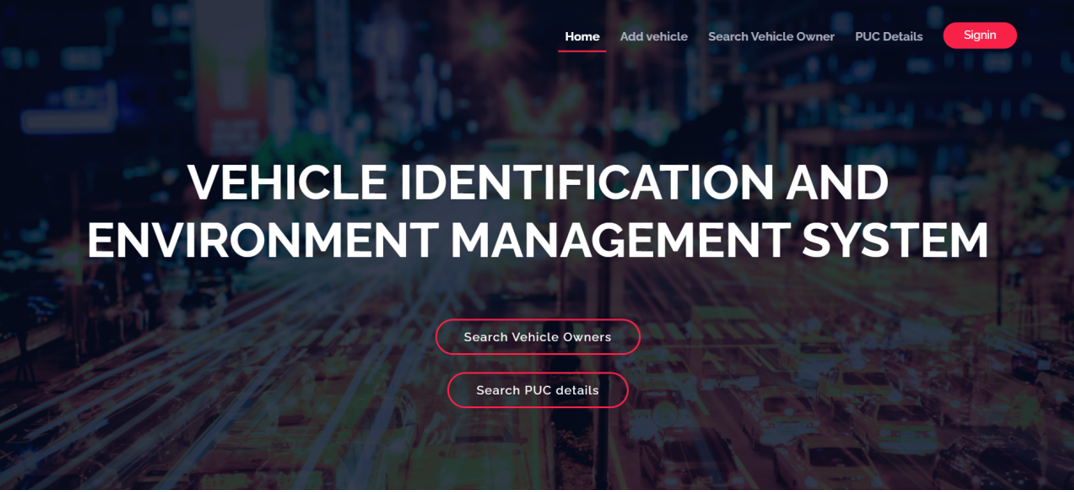 Home Add vehicle Search Vehicle Owner PUC Details Signin
VEHICLE IDENTIFICATION AND
ENVIRONMENT MANAGEMENT SYSTEM
Search Vehicle Owners
Search PUC details